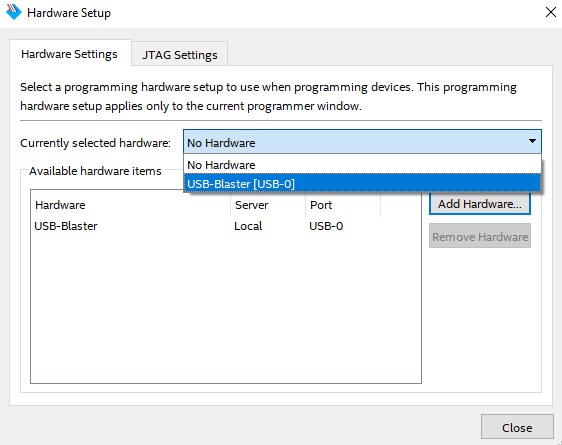 Hardware Setup
Hardware Settings
JTAG Settings
Select a programming hardware setup to use when programming devices. This programming
hardware setup applies only to the current programmer window.
Currently selected hardware: No Hardware
No Hardware
USB-Blaster [USB-0]
Available hardware items
Hardware Server Port
USB-Blaster Local USB-0
Add Hardware...
Remove Hardware
Close